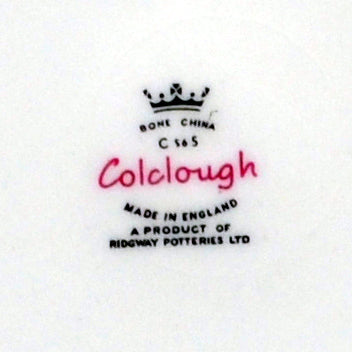 BONE CHINA
C 565
Colclough
MADE IN ENGLAND
A PRODUCT OF
RIDGWAY POTTERIES LTD